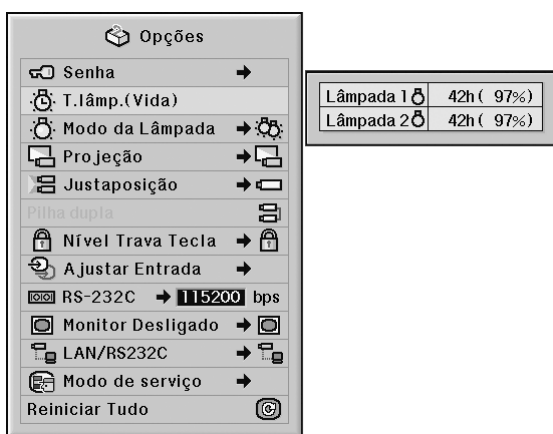 Opções
Senha
T.lâmp.(Vida)
Modo da Lâmpada
Projeção
Justaposição
Pilha dupla
Nível Trava Tecla
Ajustar Entrada
RS-232C 115200 bps
Monitor Desligado
LAN/RS232C
Modo de serviço
Reiniciar Tudo
Lâmpada 1 42h ( 97%)
Lâmpada 2 42h ( 97%)